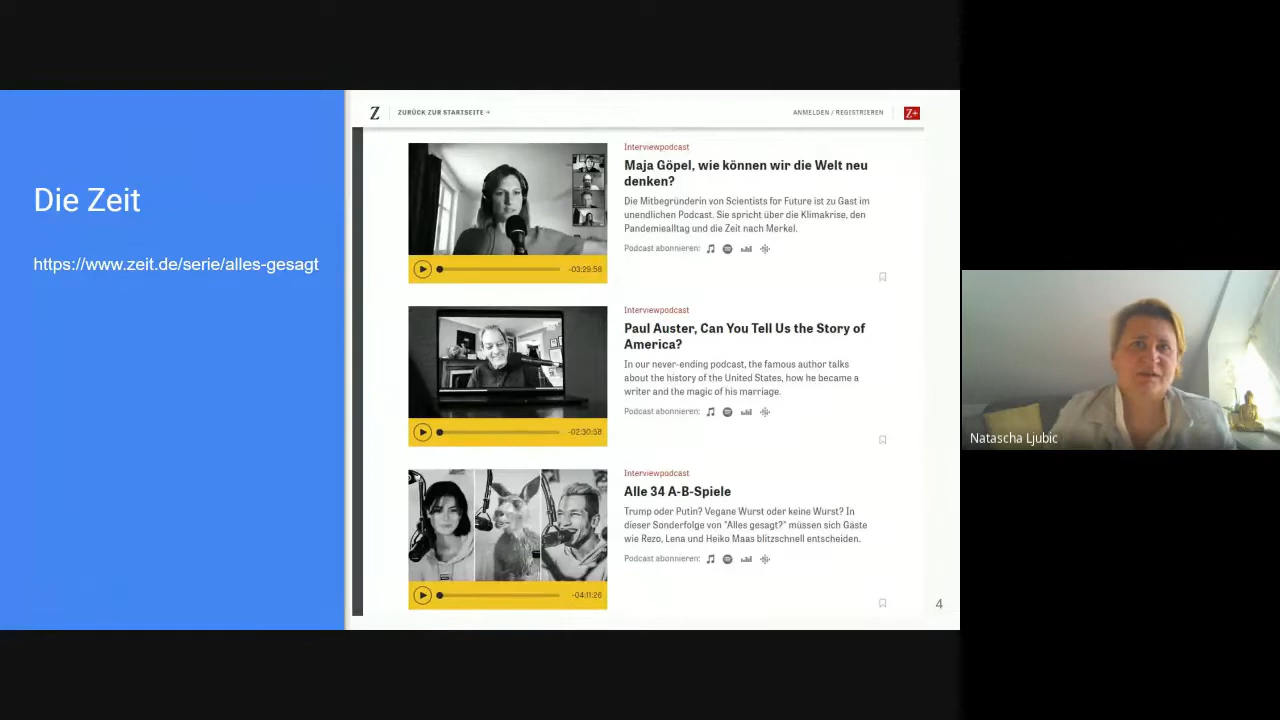 Die Zeit
https://www.zeit.de/serie/alles-gesagt
Z
ZURÜCK ZUR STARTSEITE
ANMELDEN / REGISTRIEREN
Z+
Interviewpodcast
Maja Göpel, wie können wir die Welt neu
denken?
Die Mitbegründerin von Scientists for Future ist zu Gast im
unendlichen Podcast. Sie spricht über die Klimakrise, den
Pandemiealltag und die Zeit nach Merkel.
Podcast abonnieren:
-03:29:58
Interviewpodcast
Paul Auster, Can You Tell Us the Story of
America?
In our never-ending podcast, the famous author talks
about the history of the United States, how he became a
writer and the magic of his marriage.
Podcast abonnieren:
-02:30:58
Interviewpodcast
Alle 34 A-B-Spiele
Trump oder Putin? Vegane Wurst oder keine Wurst? In
dieser Sonderfolge von "Alles gesagt?" müssen sich Gäste
wie Rezo, Lena und Heiko Maas blitzschnell entscheiden.
Podcast abonnieren:
-04:11:26
4
Natascha Ljubic